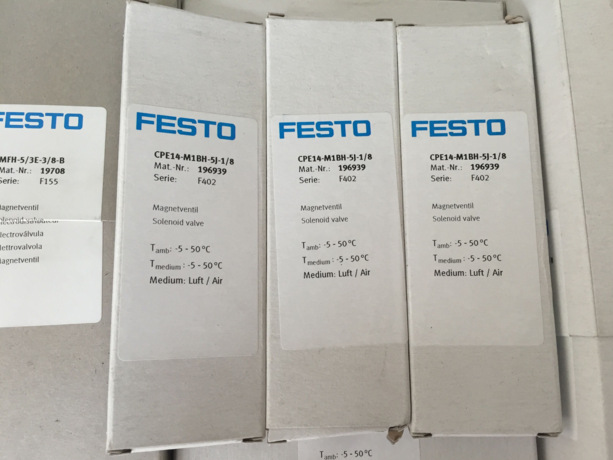 FESTO
MFH-5/3E-3/8-B
Mat.-Nr.: 19708
Serie: F155
Magnetventil
Solenoid valve
Electroválvula
Elettrovalvola
Magnetventil
FESTO
CPE14-M1BH-5J-1/8
Mat.-Nr.: 196939
Serie: F402
Magnetventil
Solenoid valve
Tamb: -5 - 50°C
Tmedium: -5 - 50°C
Medium: Luft / Air
FESTO
CPE14-M1BH-5J-1/8
Mat.-Nr.: 196939
Serie: F402
Magnetventil
Solenoid valve
Tamb: -5 - 50°C
Tmedium: -5 - 50°C
Medium: Luft / Air
FESTO
CPE14-M1BH-5J-1/8
Mat.-Nr.: 196939
Serie: F402
Magnetventil
Solenoid valve
Tamb: -5 - 50°C
Tmedium: -5 - 50°C
Medium: Luft / Air
Tamb: -5 - 50°C